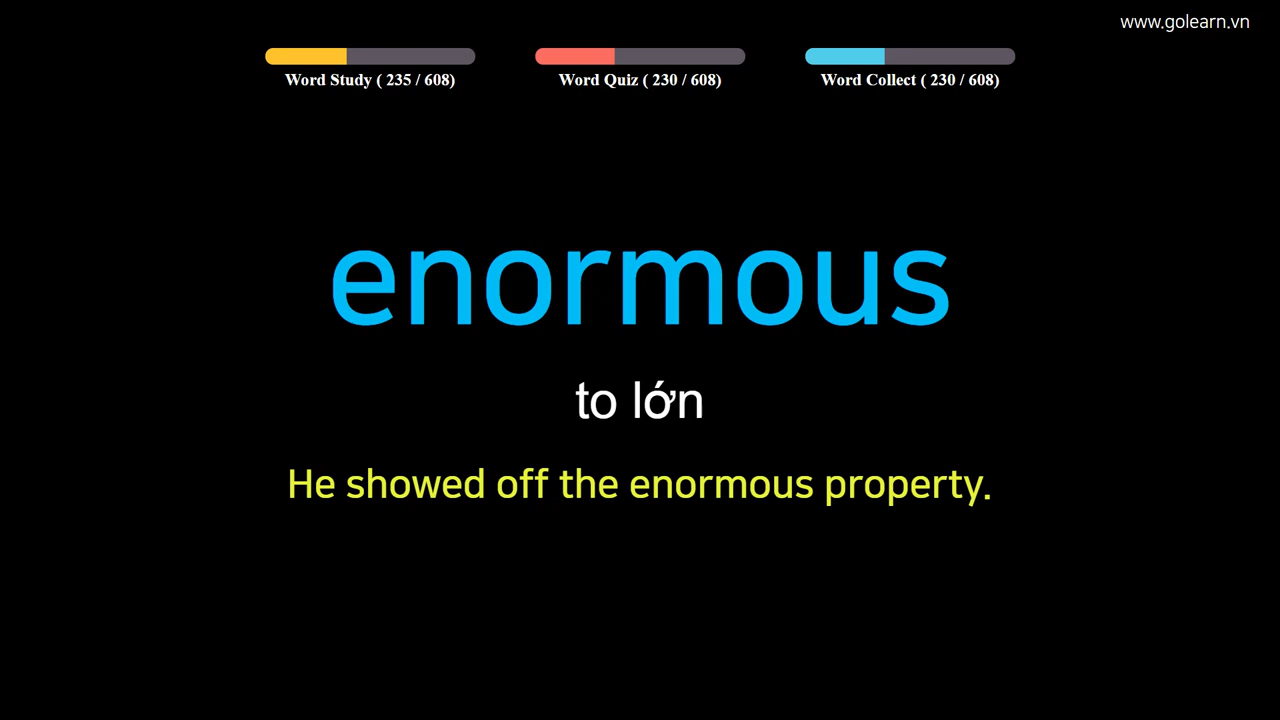 www.golearn.vn
Word Study ( 235 / 608)
Word Quiz ( 230 / 608)
Word Collect ( 230 / 608)
enormous
to lớn
He showed off the enormous property.